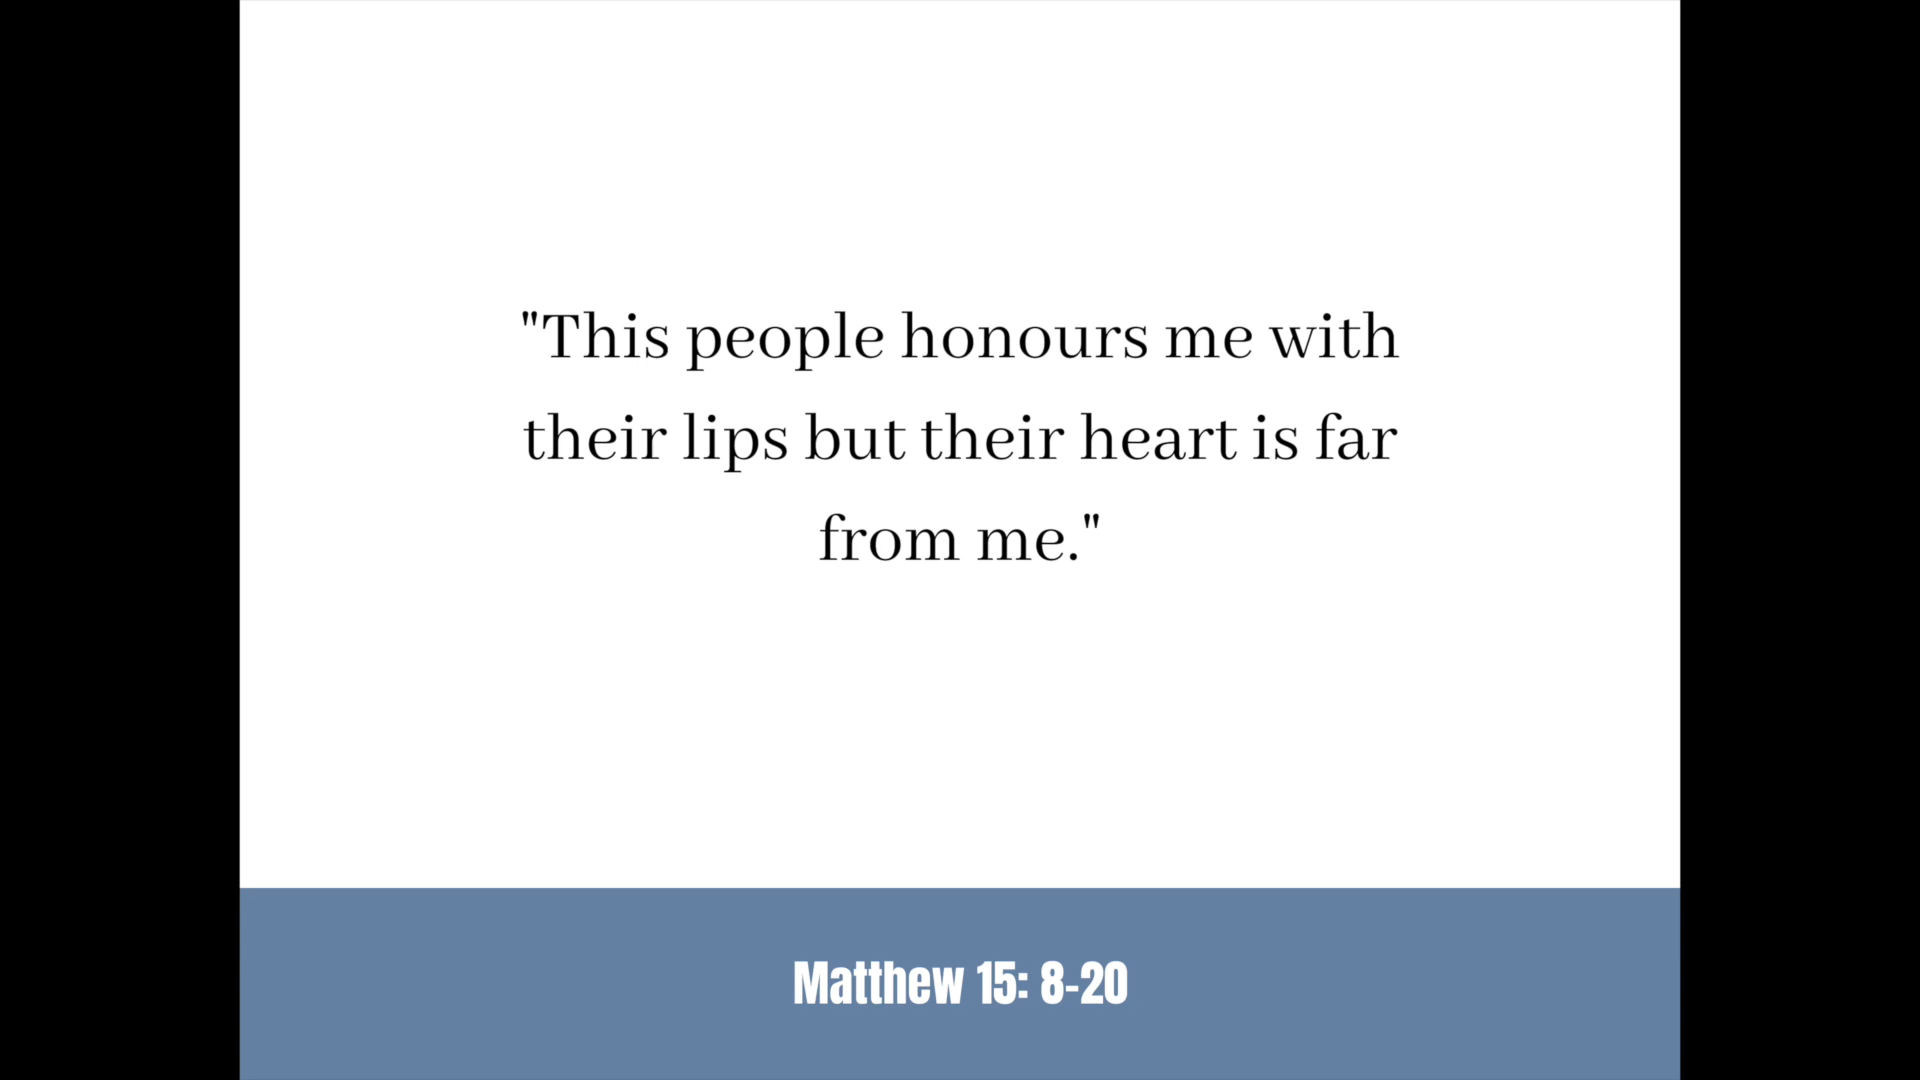 "This people honours me with
their lips but their heart is far
from me."
Matthew 15: 8-20